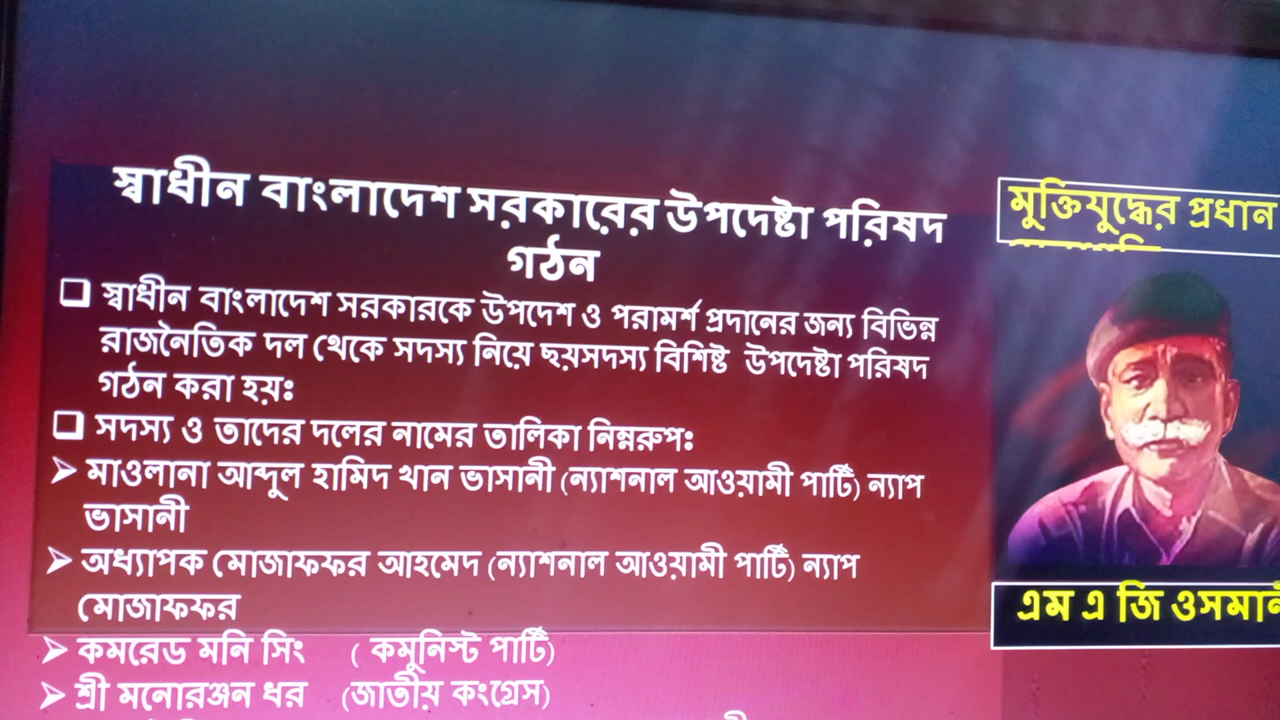 স্বাধীন বাংলাদেশ সরকারের উপদেষ্টা পরিষদ
গঠন
স্বাধীন বাংলাদেশ সরকারকে উপদেশ ও পরামর্শ প্রদানের জন্য বিভিন্ন
রাজনৈতিক দল থেকে সদস্য নিয়ে ছয়সদস্য বিশিষ্ট উপদেষ্টা পরিষদ
গঠন করা হয়ঃ
সদস্য ও তাদের দলের নামের তালিকা নিম্নরুপঃ
মাওলানা আব্দুল হামিদ খান ভাসানী (ন্যাশনাল আওয়ামী পার্টি) ন্যাপ
ভাসানী
অধ্যাপক মোজাফফর আহমেদ (ন্যাশনাল আওয়ামী পার্টি) ন্যাপ
মোজাফফর
কমরেড মনি সিং ( কমুনিস্ট পার্টি)
শ্রী মনোরঞ্জন ধর (জাতীয় কংগ্রেস)
মুক্তিযুদ্ধের প্রধান
এম এ জি